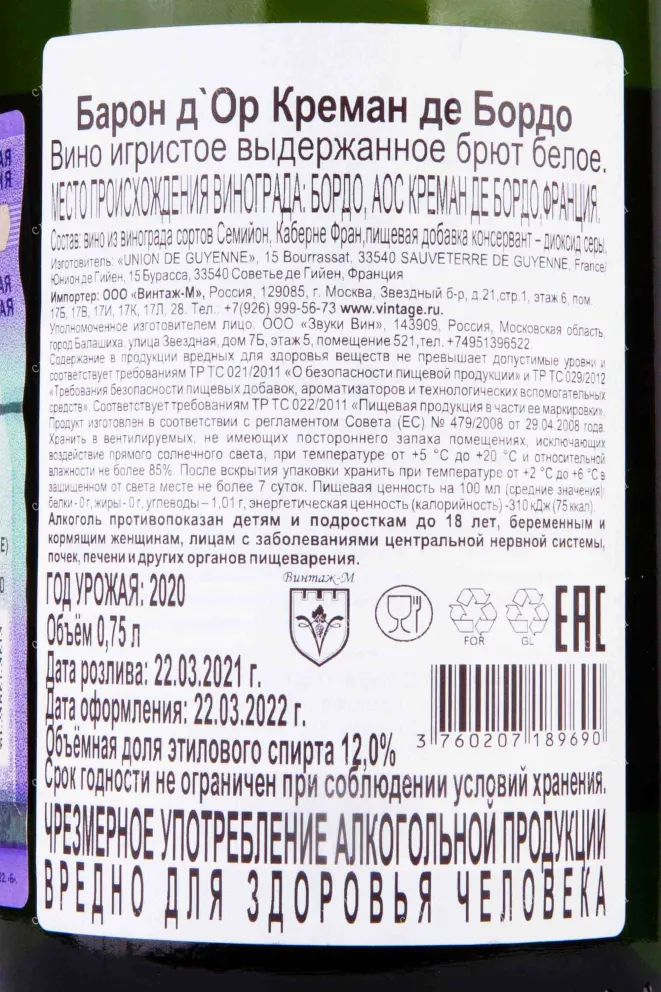 Барон д`Ор Креман де Бордо
Вино игристое выдержанное брют белое.
МЕСТО ПРОИСХОЖДЕНИЯ ВИНОГРАДА: БОРДО, АОС КРЕМАН ДЕ БОРДО, ФРАНЦИЯ.
Состав: вино из винограда сортов Семийон, Каберне Фран, пищевая добавка консервант – диоксид серы.
Изготовитель: «UNION DE GUYENNE», 15 Bourrassat, 33540 SAUVETERRE DE GUYENNE, France/
Юнион де Гийен, 15 Бурасса, 33540 Советье де Гийен, Франция
Импортер: ООО «Винтаж-М», Россия, 129085, г. Москва, Звездный б-р, д.21,стр.1, этаж 6, пом.
17Б, 17В, 17И, 17К, 17Л, 28. Тел.: +7(926) 999-56-73 www.vintage.ru.
Уполномоченное изготовителем лицо: ООО «Звуки Вин», 143909, Россия, Московская область,
город Балашиха, улица Звездная, дом 7Б, этаж 5, помещение 521,тел. +74951396522
Содержание в продукции вредных для здоровья веществ не превышает допустимые уровни и
соответствует требованиям ТР ТС 021/2011 «О безопасности пищевой продукции» и ТР ТС 029/2012
«Требования безопасности пищевых добавок, ароматизаторов и технологических вспомогательных
средств». Соответствует требованиям ТР ТС 022/2011 «Пищевая продукция в части ее маркировки».
Продукт изготовлен в соответствии с регламентом Совета (ЕС) № 479/2008 от 29.04.2008 года.
Хранить в вентилируемых, не имеющих постороннего запаха помещениях, исключающих
воздействие прямого солнечного света, при температуре от +5 °С до +20 °С и относительной
влажности не более 85%. После вскрытия упаковки хранить при температуре от +2 °С до +6 °С в
защищенном от света месте не более 7 суток. Пищевая ценность на 100 мл (средние значения):
белки - 0 г, жиры - 0 г, углеводы – 1,01 г, энергетическая ценность (калорийность) -310 кДж (75 ккал).
Алкоголь противопоказан детям и подросткам до 18 лет, беременным и
кормящим женщинам, лицам с заболеваниями центральной нервной системы,
почек, печени и других органов пищеварения.
Винтаж-М
ГОД УРОЖАЯ: 2020
FOR
GL
EAC
Объём 0,75 л
Дата розлива: 22.03.2021 г.
Дата оформления: 22.03.2022 г.
3 760207 189690
Объёмная доля этилового спирта 12,0%
Срок годности не ограничен при соблюдении условий хранения.
ЧРЕЗМЕРНОЕ УПОТРЕБЛЕНИЕ АЛКОГОЛЬНОЙ ПРОДУКЦИИ
ВРЕДНО ДЛЯ ЗДОРОВЬЯ ЧЕЛОВЕКА